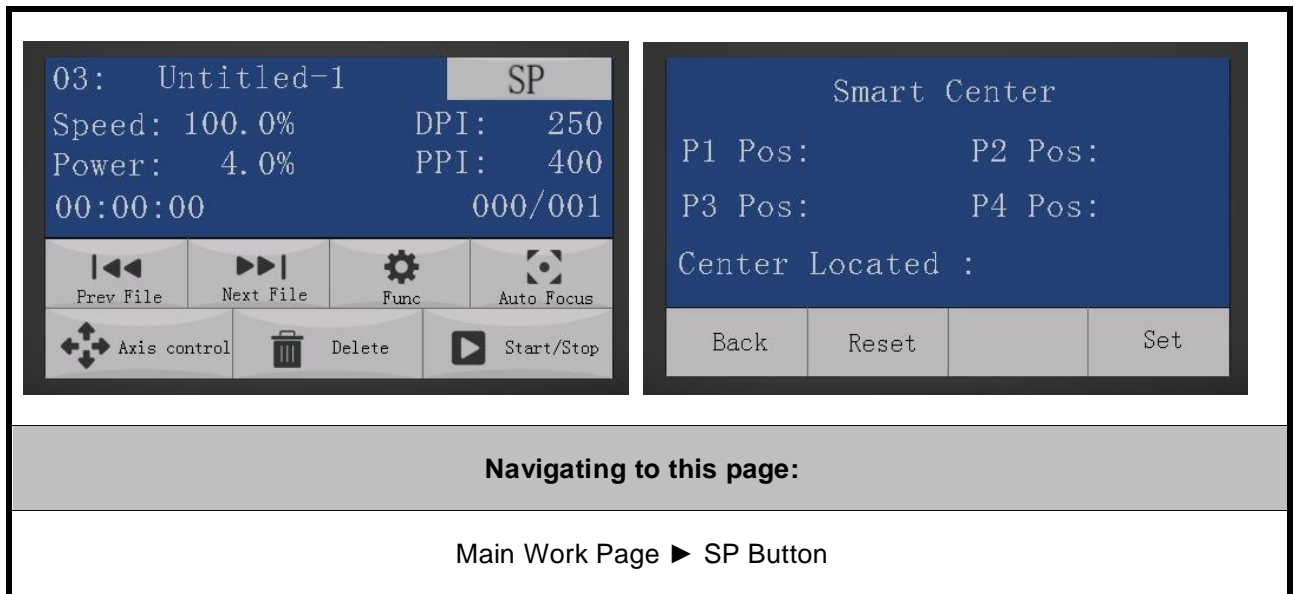 03: Untitled-1 SP
Speed: 100.0% DPI: 250
Power: 4.0% PPI: 400
00:00:00 000/001
Prev File Next File Func Auto Focus
Axis control Delete Start/Stop
Smart Center
P1 Pos: P2 Pos:
P3 Pos: P4 Pos:
Center Located :
Back Reset Set
Navigating to this page:
Main Work Page ► SP Button